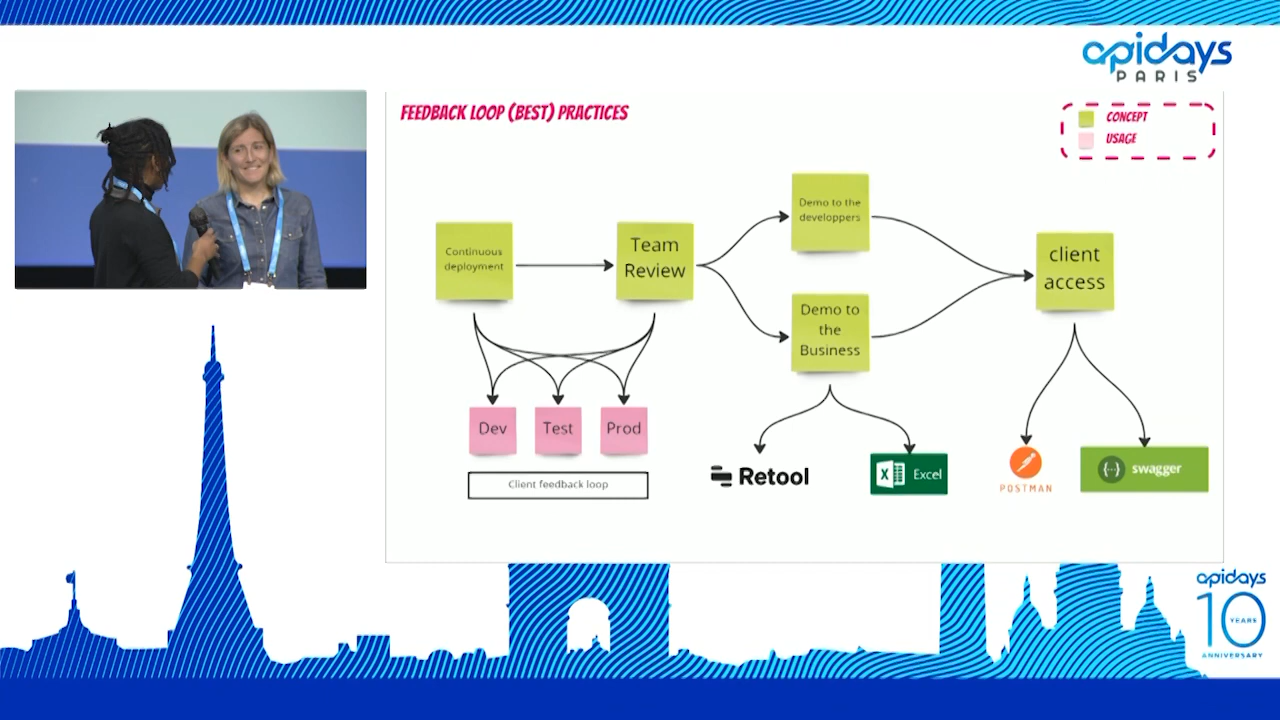 apidays
PARIS
FEEDBACK LOOP (BEST) PRACTICES
CONCEPT
USAGE
Continuous
deployment
Team
Review
Demo to the
developpers
Demo to
the
Business
client
access
Dev
Test
Prod
Client feedback loop
Retool
Excel
POSTMAN
{···} swagger
apidays
10
YEARS
ANNIVERSARY